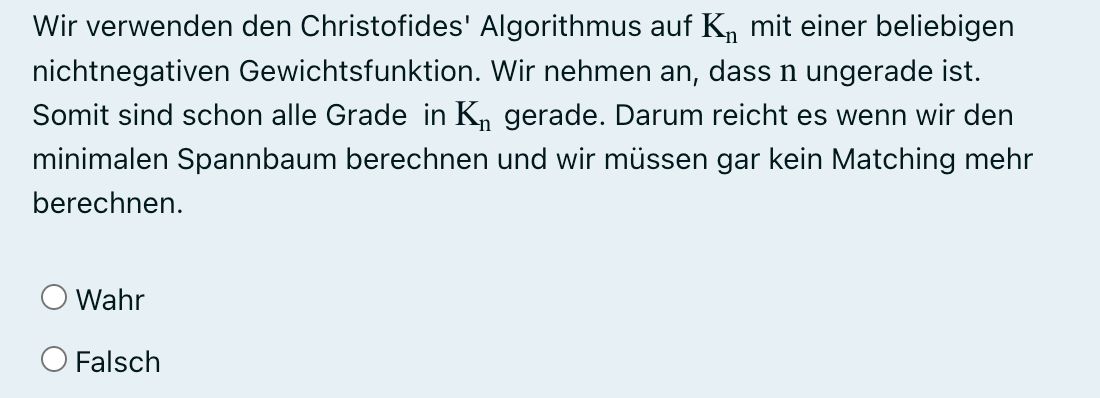 Wir verwenden den Christofides' Algorithmus auf Kₙ mit einer beliebigen
nichtnegativen Gewichtsfunktion. Wir nehmen an, dass n ungerade ist.
Somit sind schon alle Grade in Kₙ gerade. Darum reicht es wenn wir den
minimalen Spannbaum berechnen und wir müssen gar kein Matching mehr
berechnen.
Wahr
Falsch